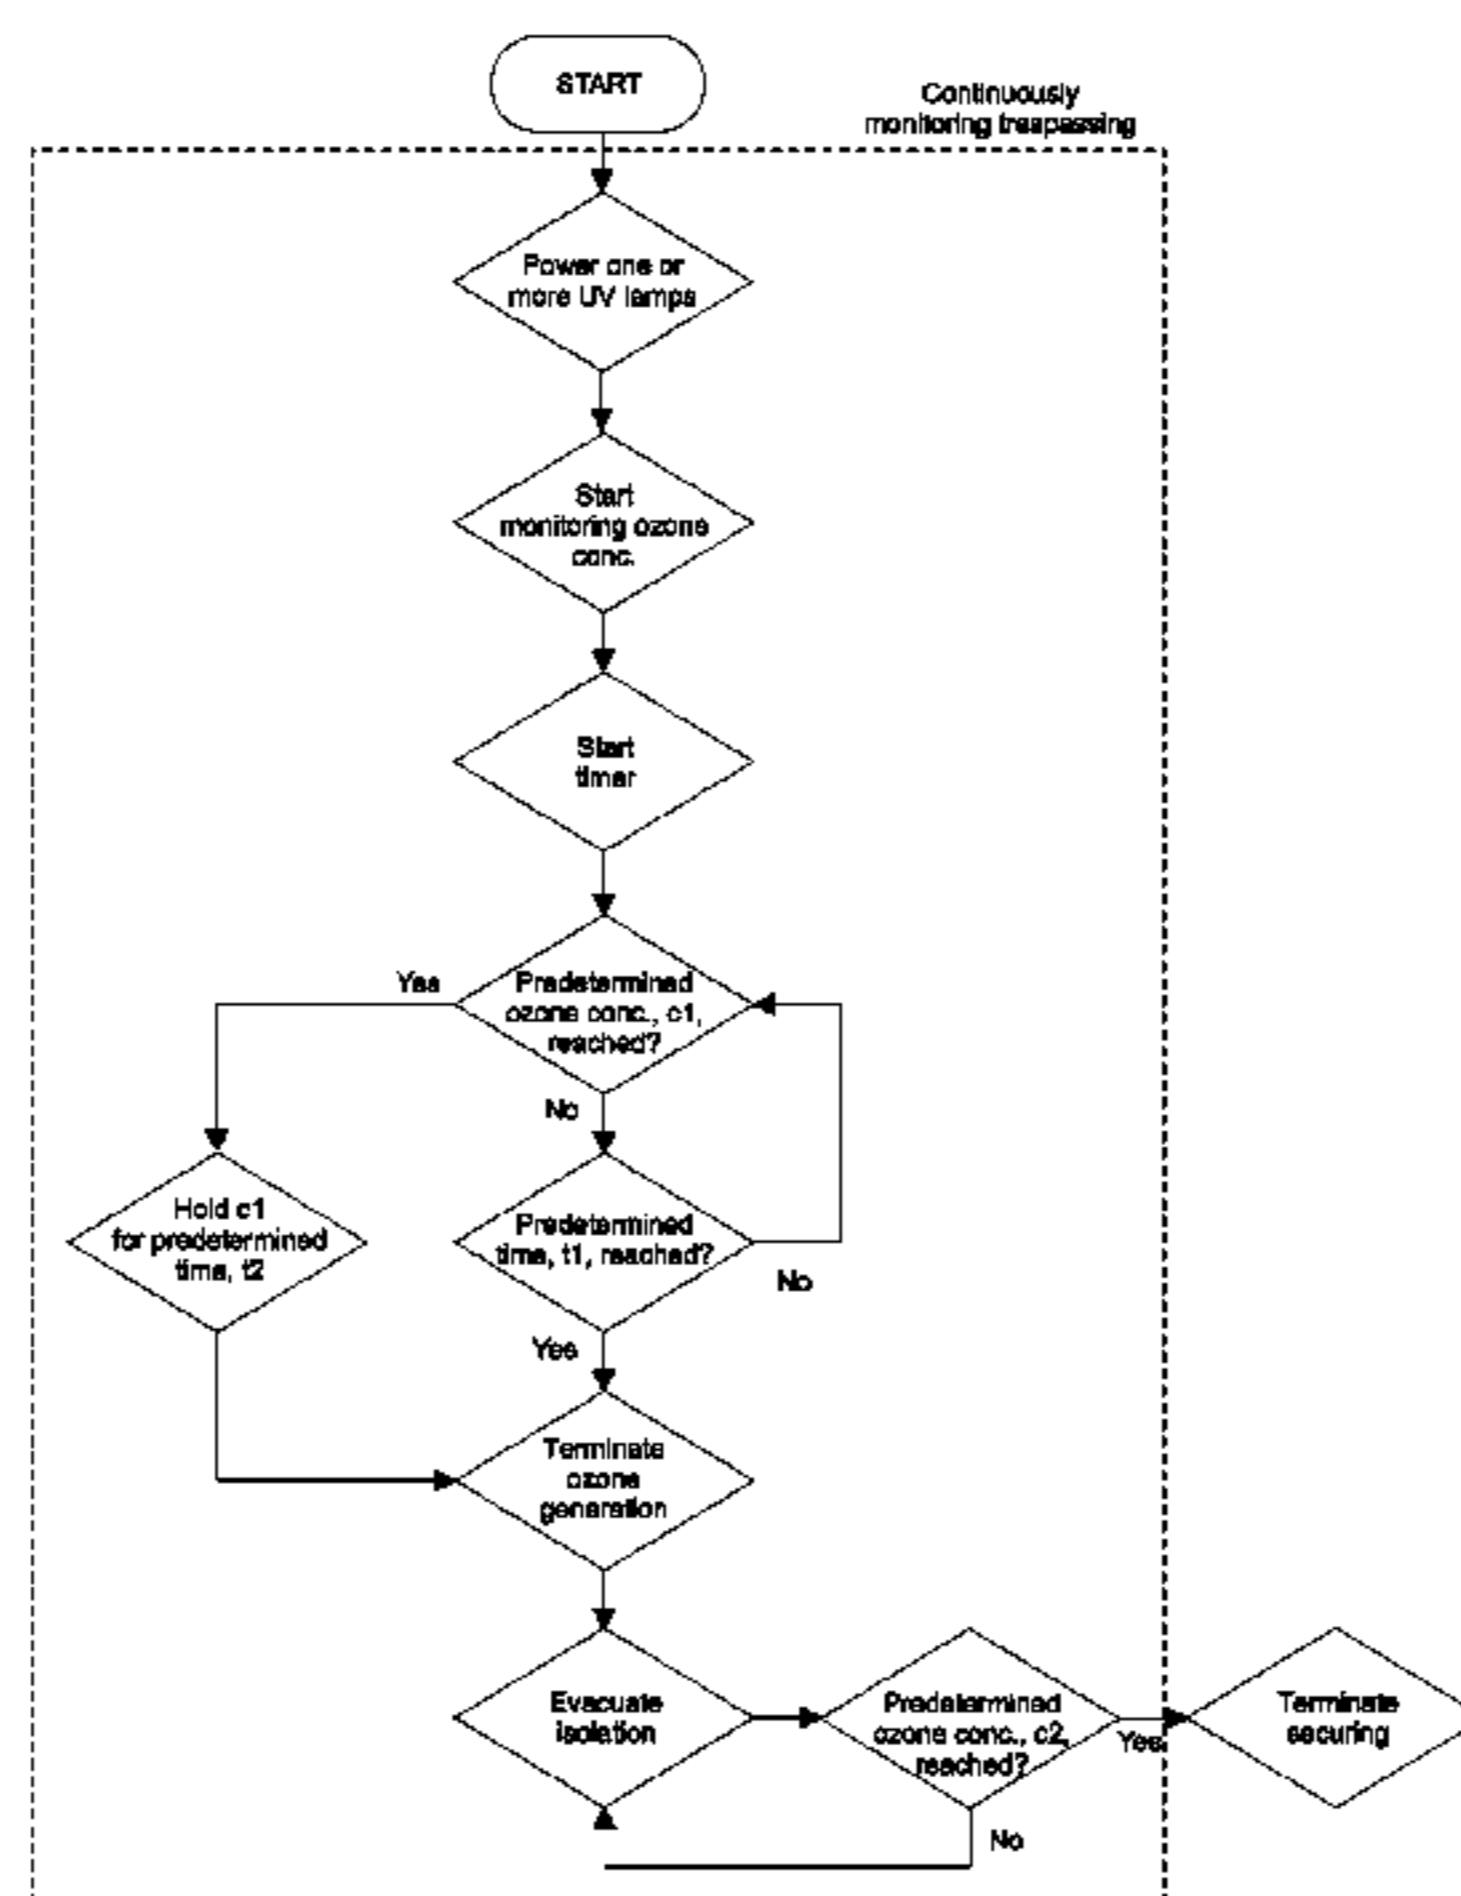 START
Continuously
monitoring trespassing
Power one or
more UV lamps
Start
monitoring ozone
conc.
Start
timer
Yes
Predetermined
ozone conc., c1,
reached?
No
Hold c1
for predetermined
time, t2
Predetermined
time, t1, reached?
No
Yes
Terminate
ozone
generation
Evacuate
isolation
Predetermined
ozone conc., c2,
reached?
Yes
Terminate
securing
No